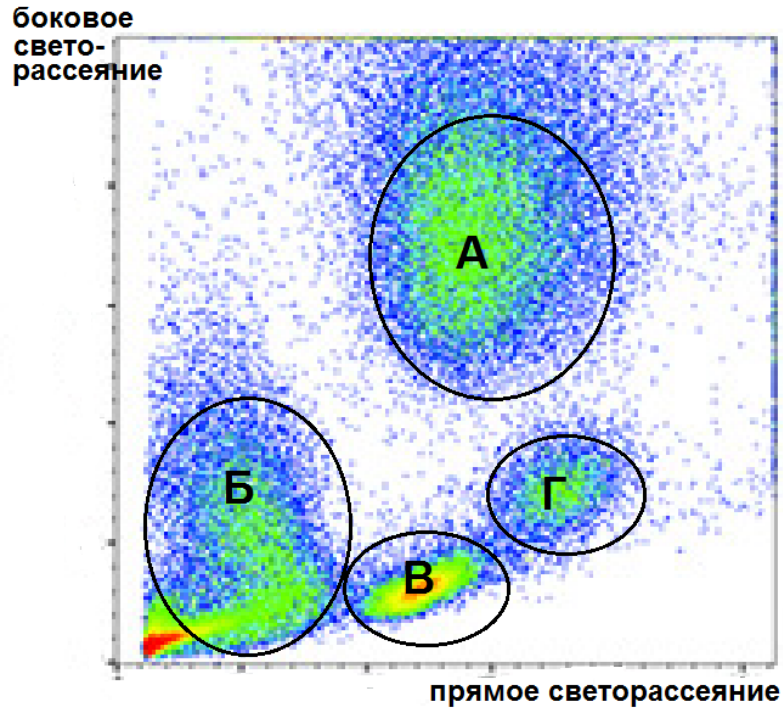 боковое
свето-
рассеяние
А
Б
Г
В
прямое светорассеяние